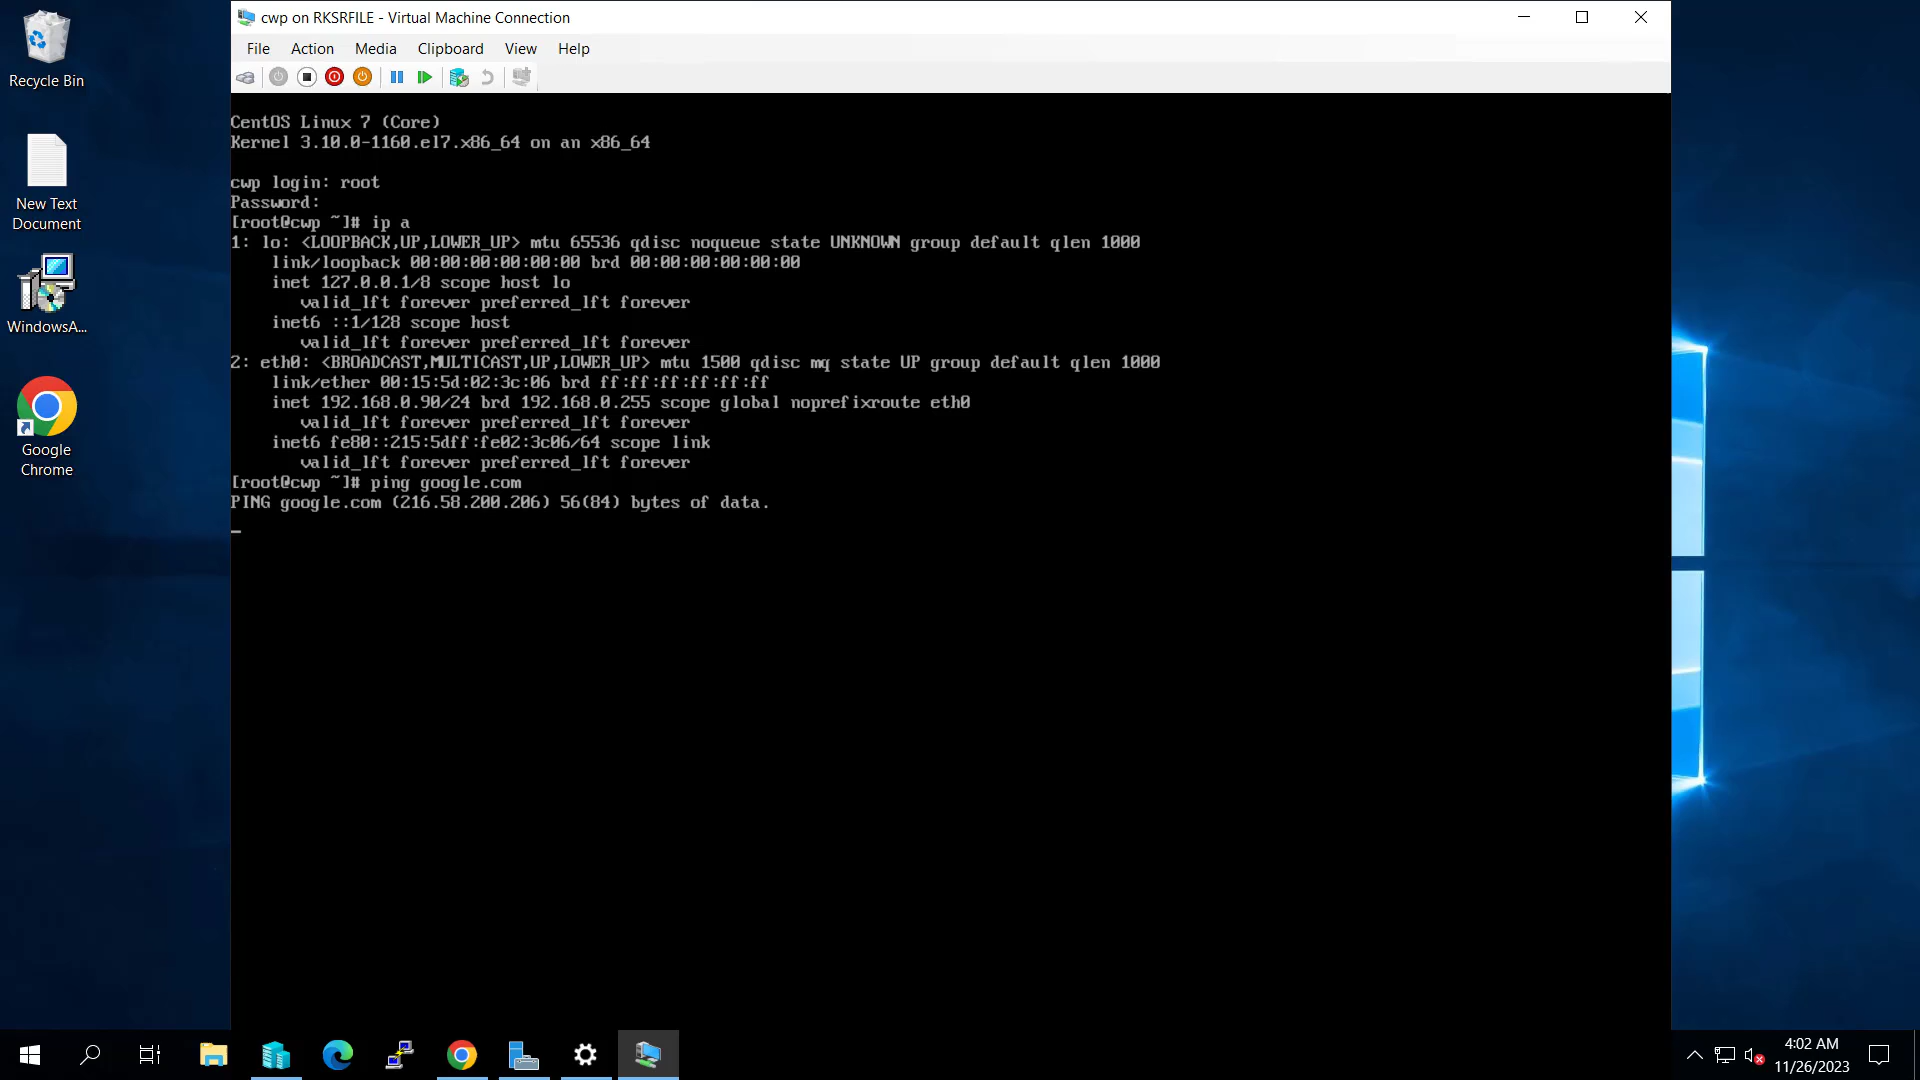 cwp on RKSRFILE - Virtual Machine Connection
File Action Media Clipboard View Help
Recycle Bin
New Text
Document
WindowsA...
Google
Chrome
CentOS Linux 7 (Core)
Kernel 3.10.0-1160.el7.x86_64 on an x86_64
cwp login: root
Password:
[root@cwp ~]# ip a
1: lo: <LOOPBACK,UP,LOWER_UP> mtu 65536 qdisc noqueue state UNKNOWN group default qlen 1000
link/loopback 00:00:00:00:00:00 brd 00:00:00:00:00:00
inet 127.0.0.1/8 scope host lo
valid_lft forever preferred_lft forever
inet6 ::1/128 scope host
valid_lft forever preferred_lft forever
2: eth0: <BROADCAST,MULTICAST,UP,LOWER_UP> mtu 1500 qdisc mq state UP group default qlen 1000
link/ether 00:15:5d:02:3c:06 brd ff:ff:ff:ff:ff:ff
inet 192.168.0.90/24 brd 192.168.0.255 scope global noprefixroute eth0
valid_lft forever preferred_lft forever
inet6 fe80::215:5dff:fe02:3c06/64 scope link
valid_lft forever preferred_lft forever
[root@cwp ~]# ping google.com
PING google.com (216.58.200.206) 56(84) bytes of data.
4:02 AM
11/26/2023